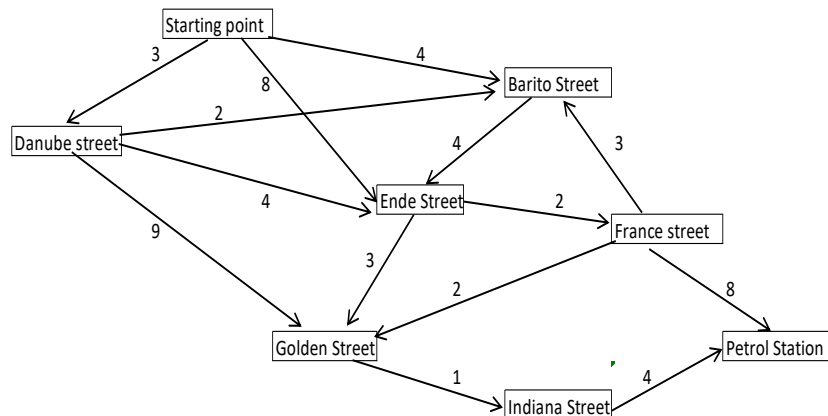 Starting point
3
4
8
Barito Street
2
Danube street
4
3
4
Ende Street
2
9
France street
3
2
8
Golden Street
Petrol Station
1
4
Indiana Street